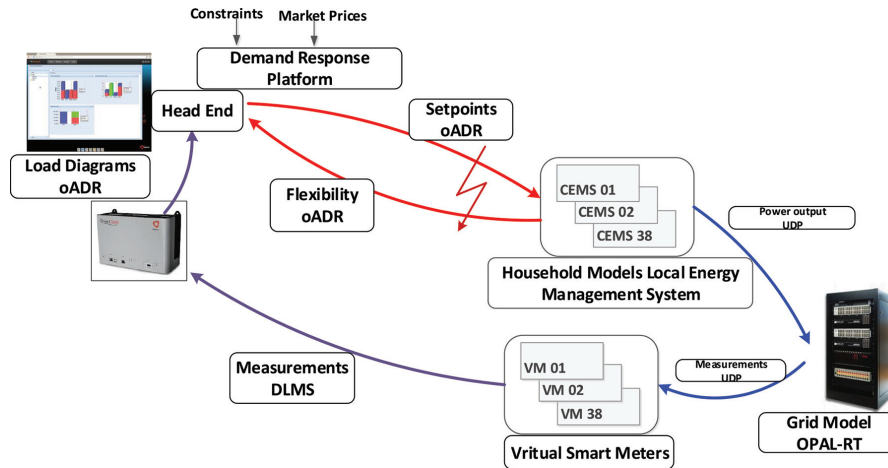 Constraints
Market Prices
Demand Response
Platform
Head End
Setpoints
oADR
Load Diagrams
oADR
Flexibility
oADR
CEMS 01
CEMS 02
CEMS 38
Power output
UDP
Household Models Local Energy
Management System
Measurements
DLMS
VM 01
VM 02
VM 38
Measurements
UDP
Vritual Smart Meters
Grid Model
OPAL-RT